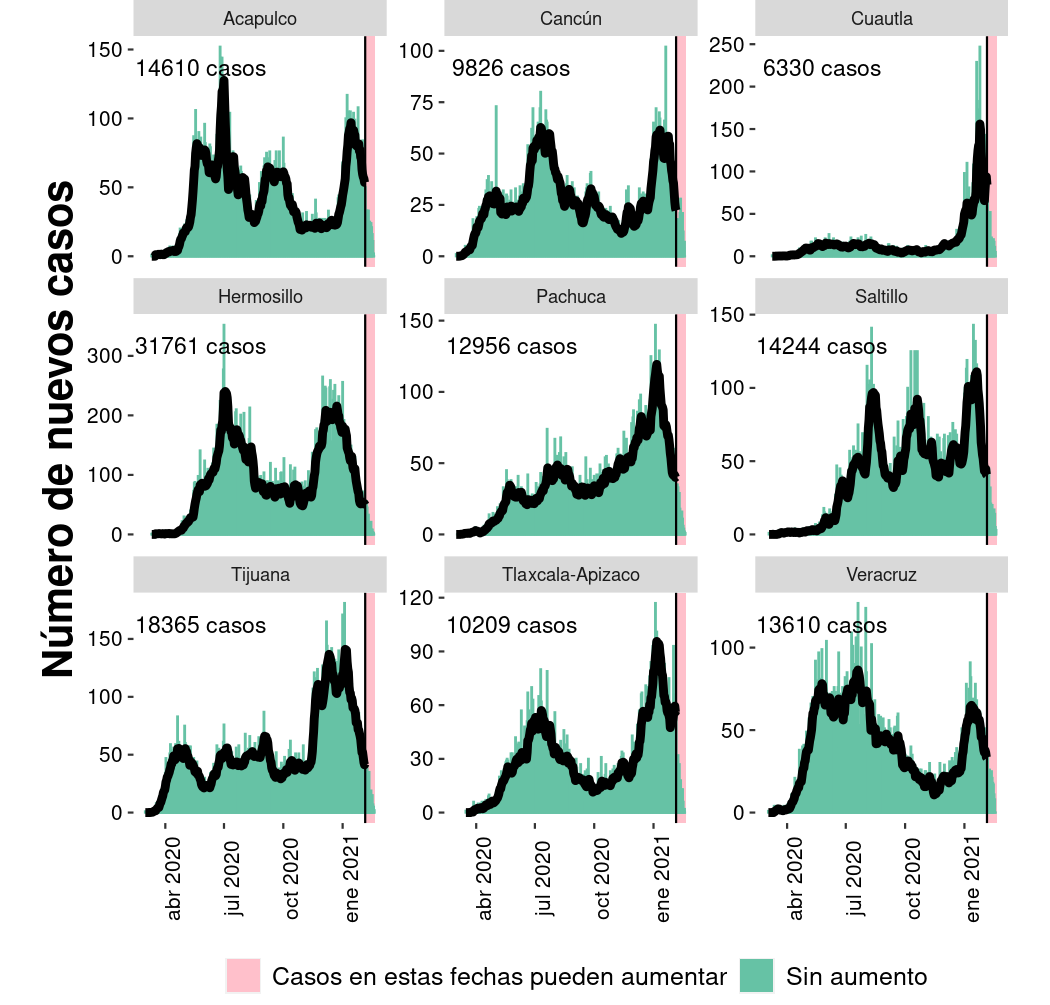 Número de nuevos casos
Acapulco
150
100
50
0
14610 casos
Cancún
100
75
50
25
0
9826 casos
Cuautla
250
200
150
100
50
0
6330 casos
Hermosillo
300
200
100
0
31761 casos
Pachuca
150
100
50
0
12956 casos
Saltillo
150
100
50
0
14244 casos
Tijuana
150
100
50
0
18365 casos
abr 2020
jul 2020
oct 2020
ene 2021
Tlaxcala-Apizaco
120
90
60
30
0
10209 casos
abr 2020
jul 2020
oct 2020
ene 2021
Veracruz
100
50
0
13610 casos
abr 2020
jul 2020
oct 2020
ene 2021
Casos en estas fechas pueden aumentar
Sin aumento